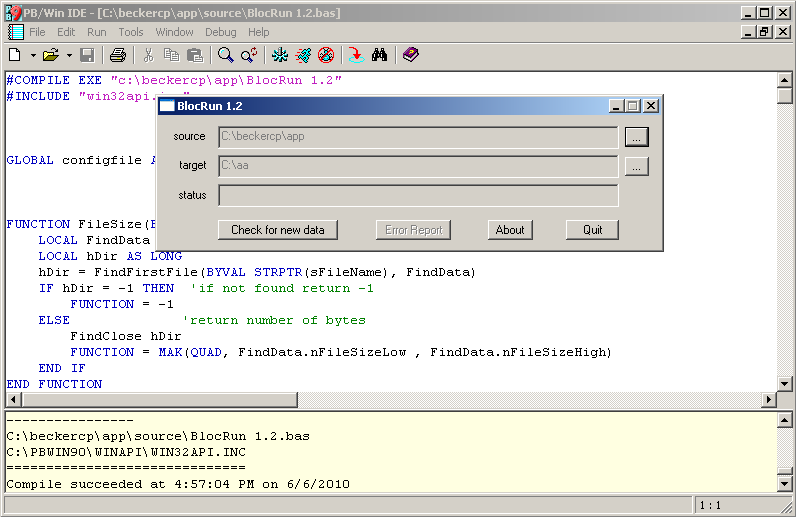 PB/Win IDE - [C:\beckercp\app\source\BlocRun 1.2.bas]
File Edit Run Tools Window Debug Help
#COMPILE EXE "c:\beckercp\app\BlocRun 1.2"
#INCLUDE "win32api.
GLOBAL configfile
BlocRun 1.2
source C:\beckercp\app ...
target C:\aa ...
status
Check for new data Error Report About Quit
FUNCTION FileSize(
LOCAL FindData
LOCAL hDir AS LONG
hDir = FindFirstFile(BYVAL STRPTR(sFileName), FindData)
IF hDir = -1 THEN 'if not found return -1
FUNCTION = -1
ELSE 'return number of bytes
FindClose hDir
FUNCTION = MAK(QUAD, FindData.nFileSizeLow , FindData.nFileSizeHigh)
END IF
END FUNCTION
----------------
C:\beckercp\app\source\BlocRun 1.2.bas
C:\PBWIN90\WINAPI\WIN32API.INC
==============================
Compile succeeded at 4:57:04 PM on 6/6/2010
1:1